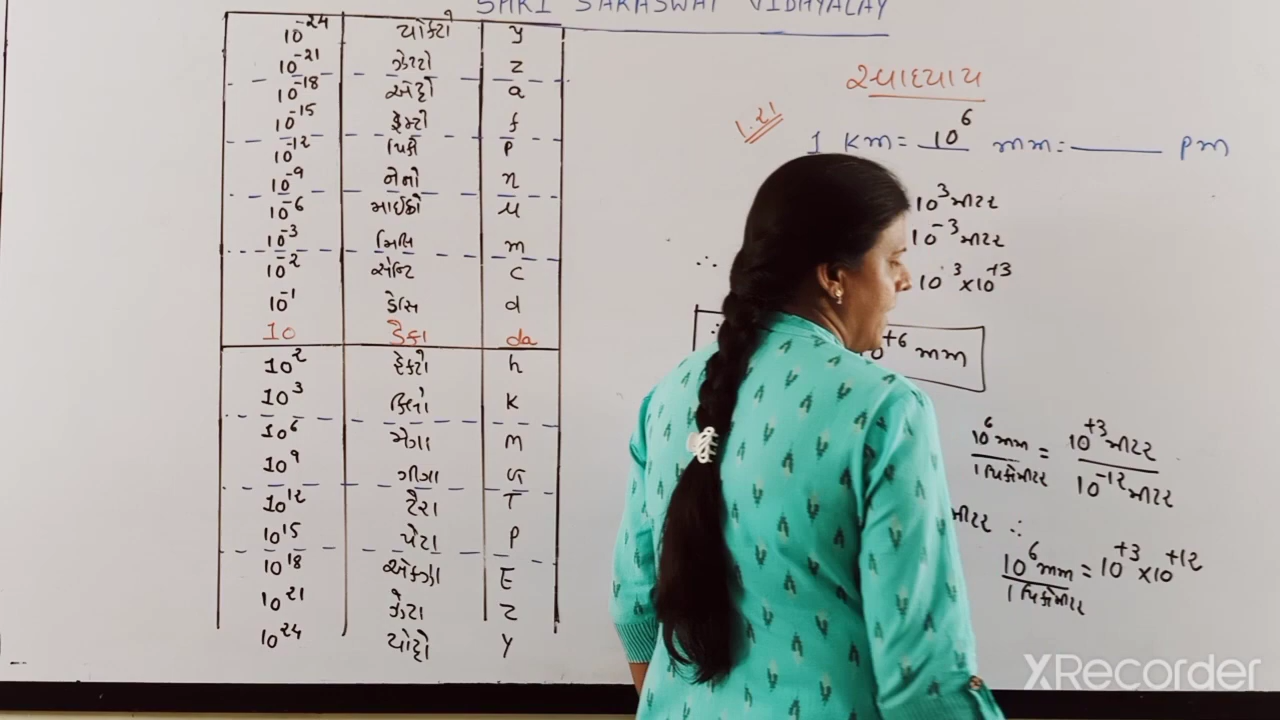 SHRI SARASWAT VIDHYALAY
10⁻²⁴ યોક્ટો y
10⁻²¹ ઝેપ્ટો z
10⁻¹⁸ એટ્ટો a
10⁻¹⁵ ફેમ્ટો f
10⁻¹² પિકો p
10⁻⁹ નેનો n
10⁻⁶ માઈક્રો μ
10⁻³ મિલિ m
10⁻² સેન્ટિ c
10⁻¹ ડેસિ d
10 ડેકા da
10² હેક્ટો h
10³ કિલો K
10⁶ મેગા M
10⁹ ગીગા G
10¹² ટેરા T
10¹⁵ પેટા P
10¹⁸ એક્ઝા E
10²¹ ઝેટા Z
10²⁴ યોટ્ટો Y
સ્વાધ્યાય
1.21
1 Km = 10⁶ mm = ______ pm
10³ મીટર
10⁻³ મીટર
∴ 10³ × 10⁺³
10⁺⁶ mm
10⁶ mm / 1 પિકોમીટર = 10⁺³ મીટર / 10⁻¹² મીટર
મીટર ∴
10⁶ mm / 1 પિકોમીટર = 10⁺³ × 10⁺¹²
XRecorder